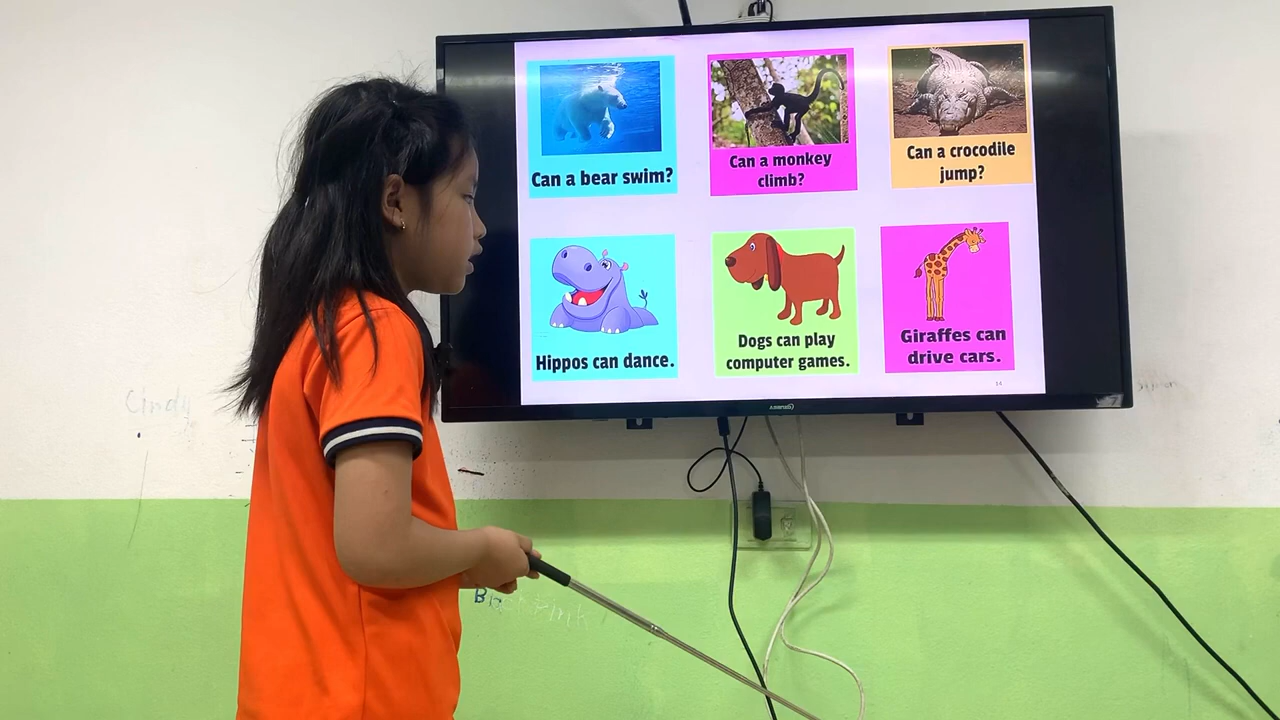 Can a bear swim?
Can a monkey
climb?
Can a crocodile
jump?
Hippos can dance.
Dogs can play
computer games.
Giraffes can
drive cars.
14
Cindy